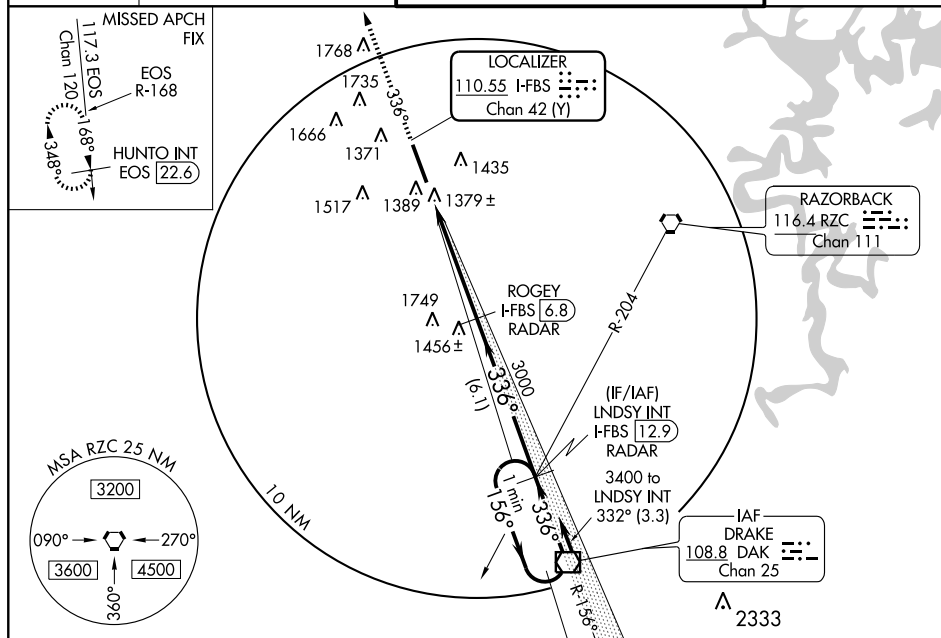 MISSED APCH
FIX
117.3 EOS
Chan 120
EOS
R-168
168°
348°
HUNTO INT
EOS 22.6
1768
1735
1666
1371
1435
1517
1389
1379 ±
336°
LOCALIZER
110.55 I-FBS
Chan 42 (Y)
RAZORBACK
116.4 RZC
Chan 111
R-204
1749
1456 ±
ROGEY
I-FBS 6.8
RADAR
3000
336°
(6.1)
(IF/IAF)
LNDSY INT
I-FBS 12.9
RADAR
3400 to
LNDSY INT
332° (3.3)
1 min
156°
336°
IAF
DRAKE
108.8 DAK
Chan 25
R-156°
2333
10 NM
MSA RZC 25 NM
3200
090°
270°
3600
4500
360°